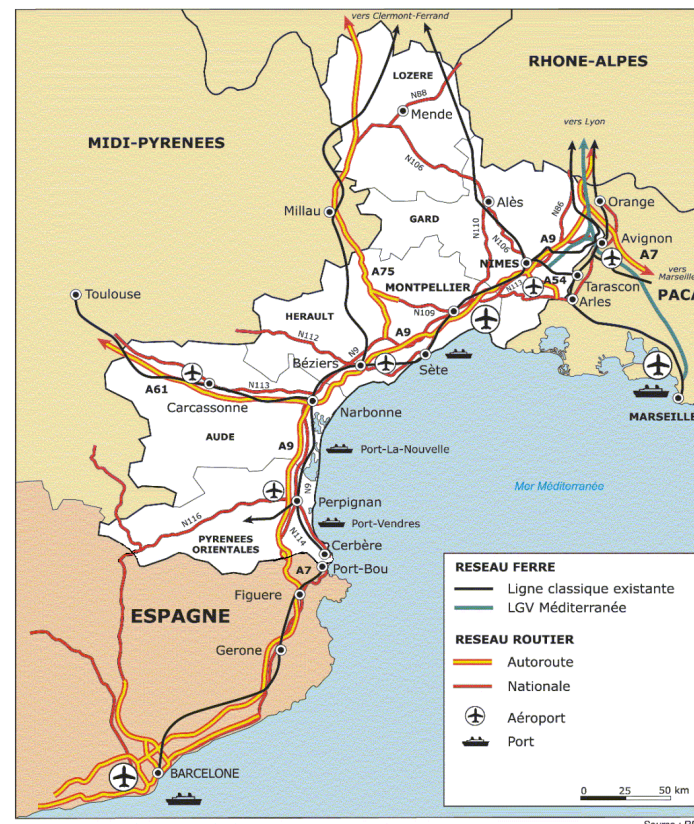 vers Clermont-Ferrand
LOZERE
RHONE-ALPES
N88
Mende
vers Lyon
MIDI-PYRENEES
N106
Alès
Orange
N86
Millau
GARD
N110
N106
A9
Avignon
A7
NIMES
vers
Marseille
A75
MONTPELLIER
A54
Tarascon
PACA
Toulouse
N113
Arles
HERAULT
N109
N112
A9
N9
Béziers
Sète
A61
N113
Carcassonne
Narbonne
MARSEILLE
AUDE
A9
Port-La-Nouvelle
Mer Méditerranée
N9
Perpignan
N116
Port-Vendres
PYRENEES
ORIENTALES
N114
Cerbère
A7
Port-Bou
ESPAGNE
Figuere
Gerone
BARCELONE
RESEAU FERRE
Ligne classique existante
LGV Méditerranée
RESEAU ROUTIER
Autoroute
Nationale
Aéroport
Port
0 25 50 km